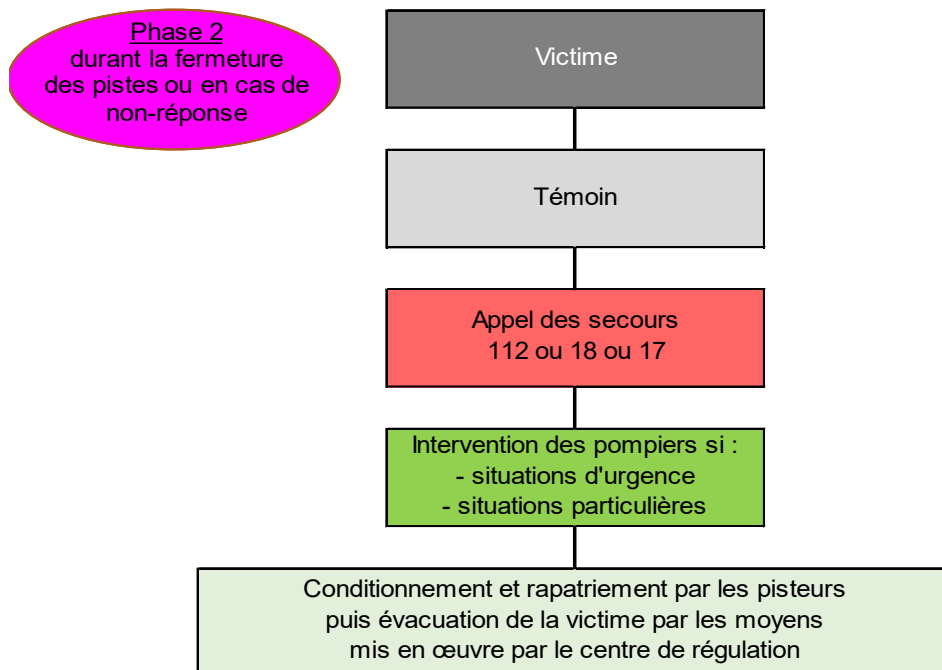 Phase 2
durant la fermeture
des pistes ou en cas de
non-réponse
Victime
Témoin
Appel des secours
112 ou 18 ou 17
Intervention des pompiers si :
- situations d'urgence
- situations particulières
Conditionnement et rapatriement par les pisteurs
puis évacuation de la victime par les moyens
mis en œuvre par le centre de régulation